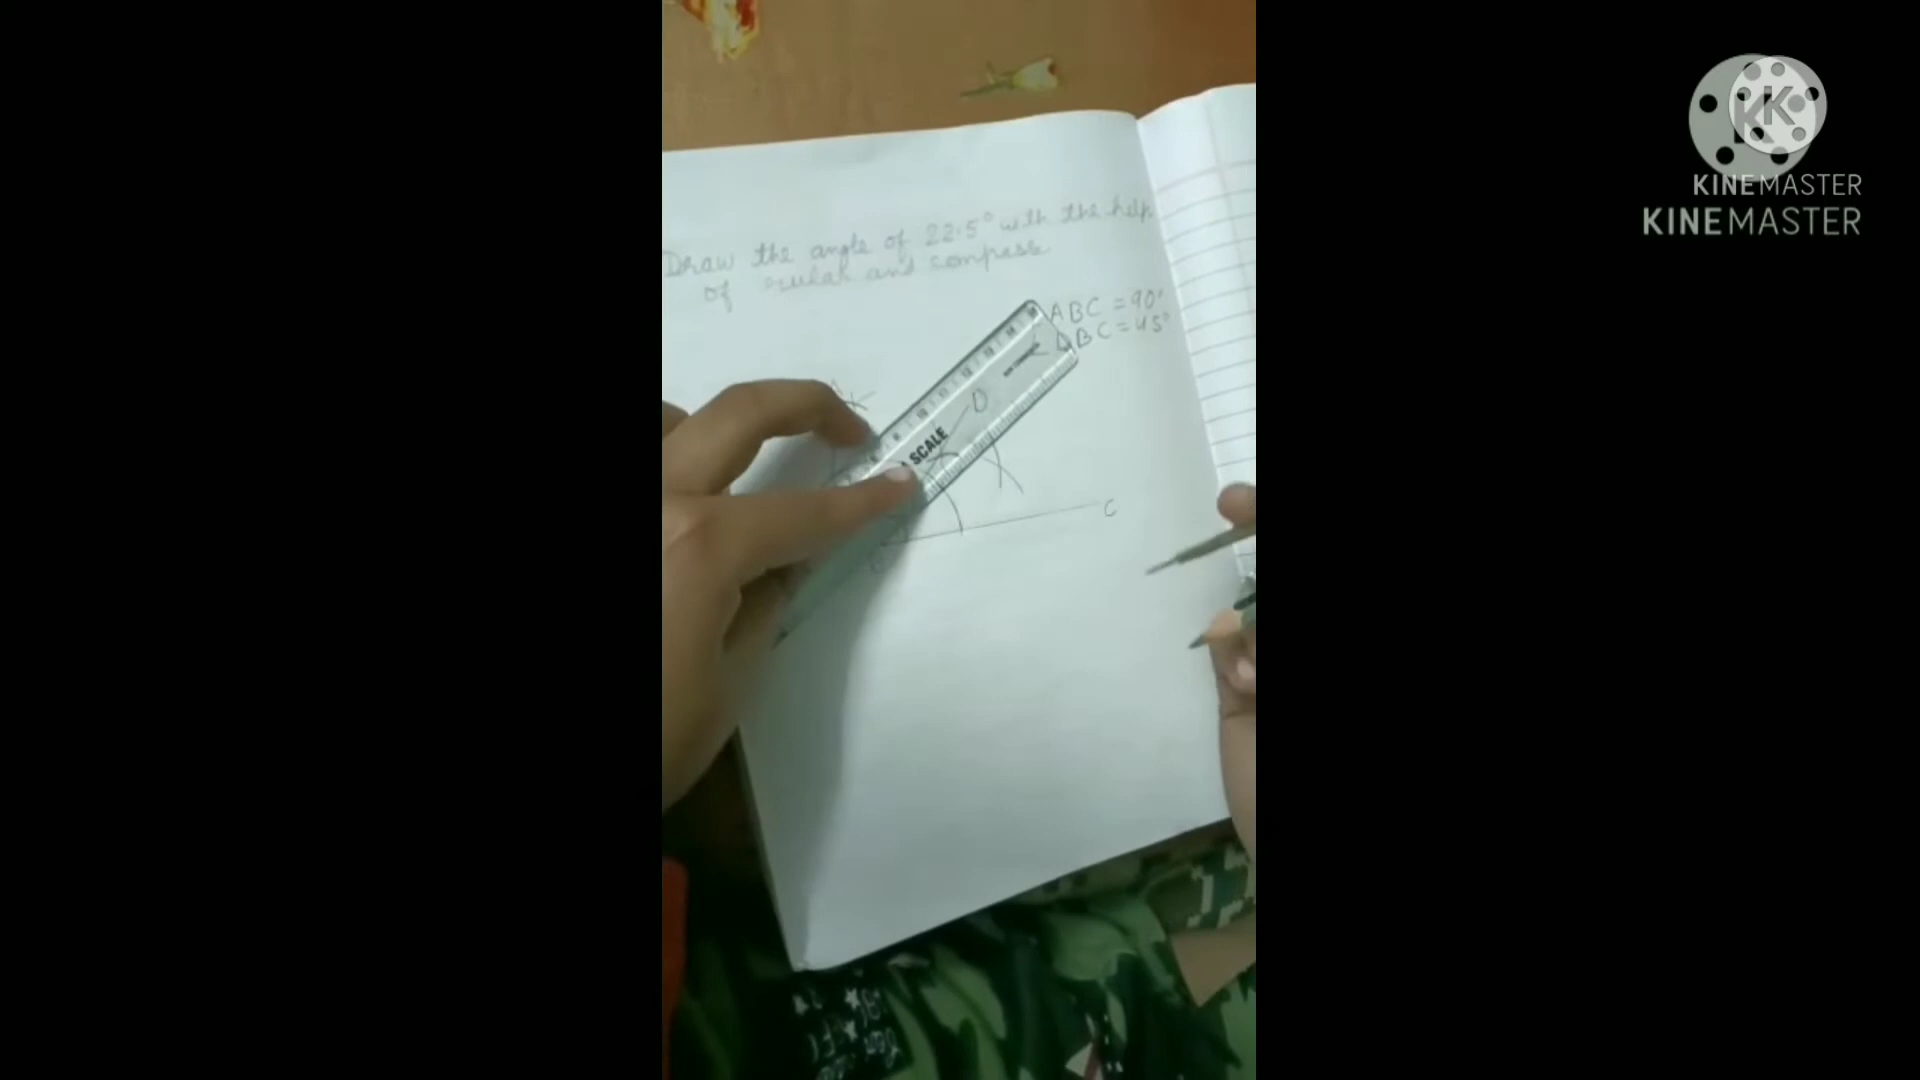 Draw the angle of 22.5° with the help
of and compass
ABC = 90°
∠ DBC = 45°
D
SCALE
C
K
KINEMASTER
KINEMASTER